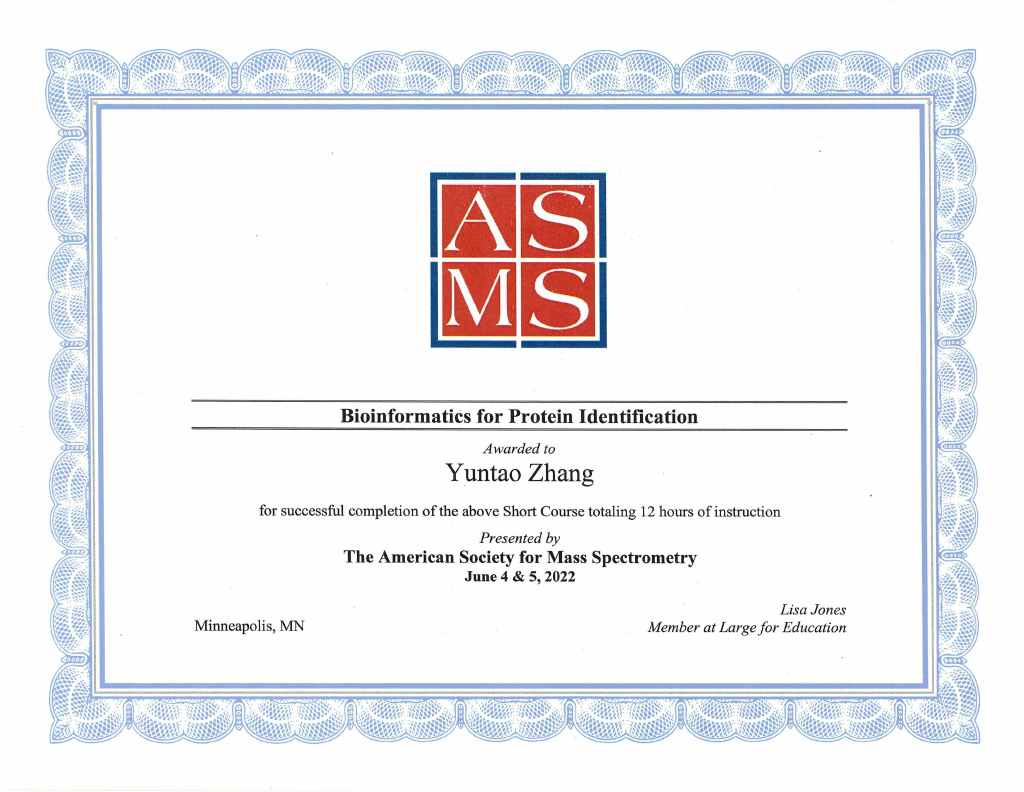 AS
MS
Bioinformatics for Protein Identification
Awarded to
Yuntao Zhang
for successful completion of the above Short Course totaling 12 hours of instruction
Presented by
The American Society for Mass Spectrometry
June 4 & 5, 2022
Lisa Jones
Minneapolis, MN
Member at Large for Education